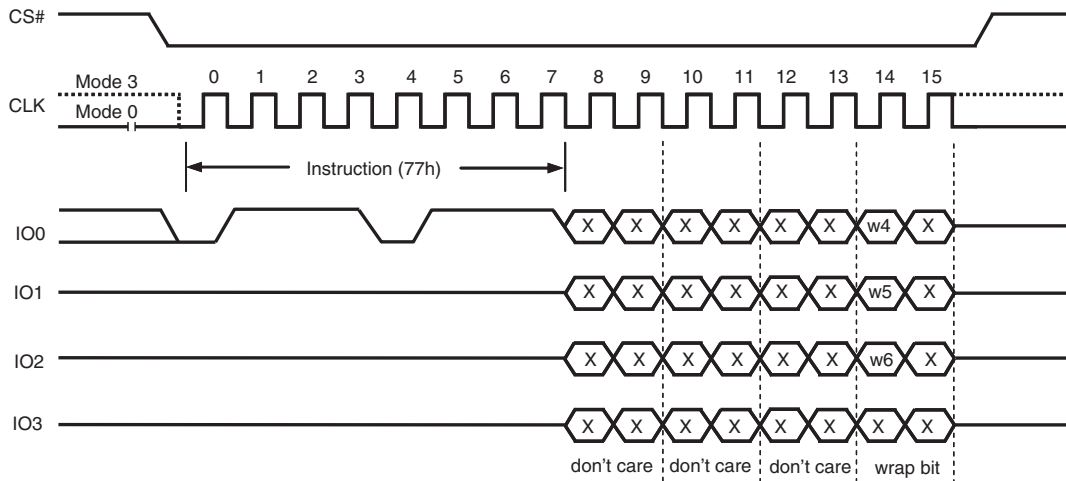 CS#
Mode 3
0 1 2 3 4 5 6 7 8 9 10 11 12 13 14 15
CLK
Mode 0
Instruction (77h)
IO0 X X X X X X w4 X
IO1 X X X X X X w5 X
IO2 X X X X X X w6 X
IO3 X X X X X X X X
don't care don't care don't care wrap bit